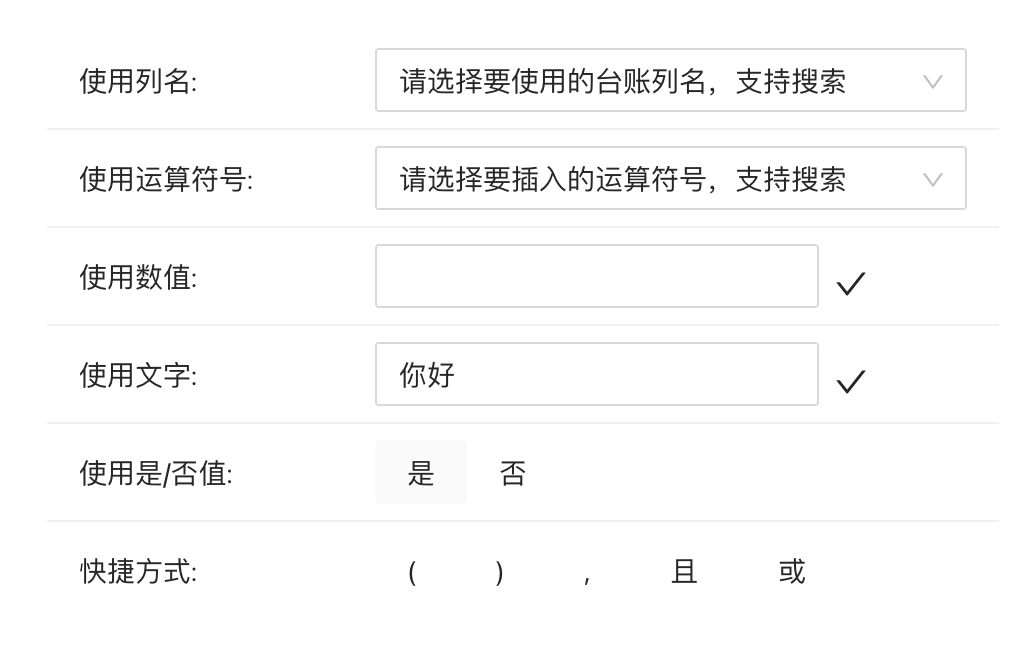 使用列名: 请选择要使用的台账列名，支持搜索
使用运算符号: 请选择要插入的运算符号，支持搜索
使用数值:
使用文字: 你好
使用是/否值: 是 否
快捷方式: ( ) , 且 或